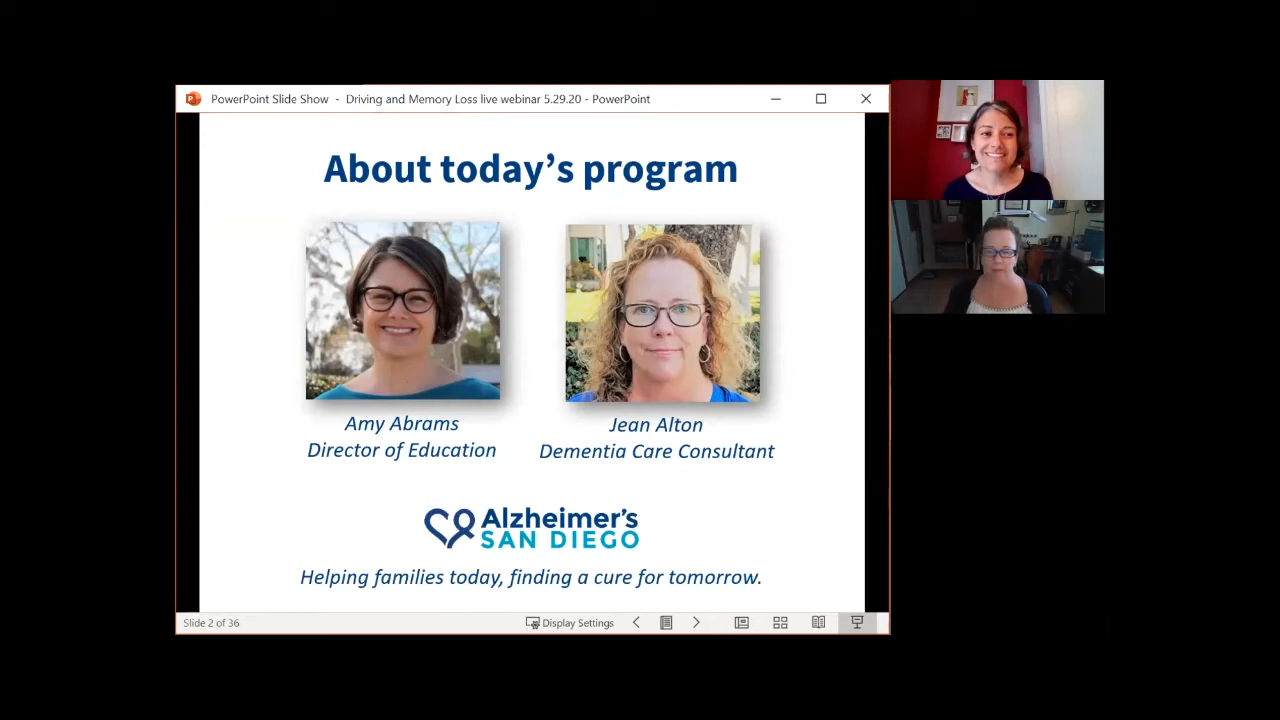 PowerPoint Slide Show - Driving and Memory Loss live webinar 5.29.20 - PowerPoint
About today's program
Amy Abrams
Director of Education
Jean Alton
Dementia Care Consultant
Alzheimer's
SAN DIEGO
Helping families today, finding a cure for tomorrow.
Slide 2 of 36
Display Settings